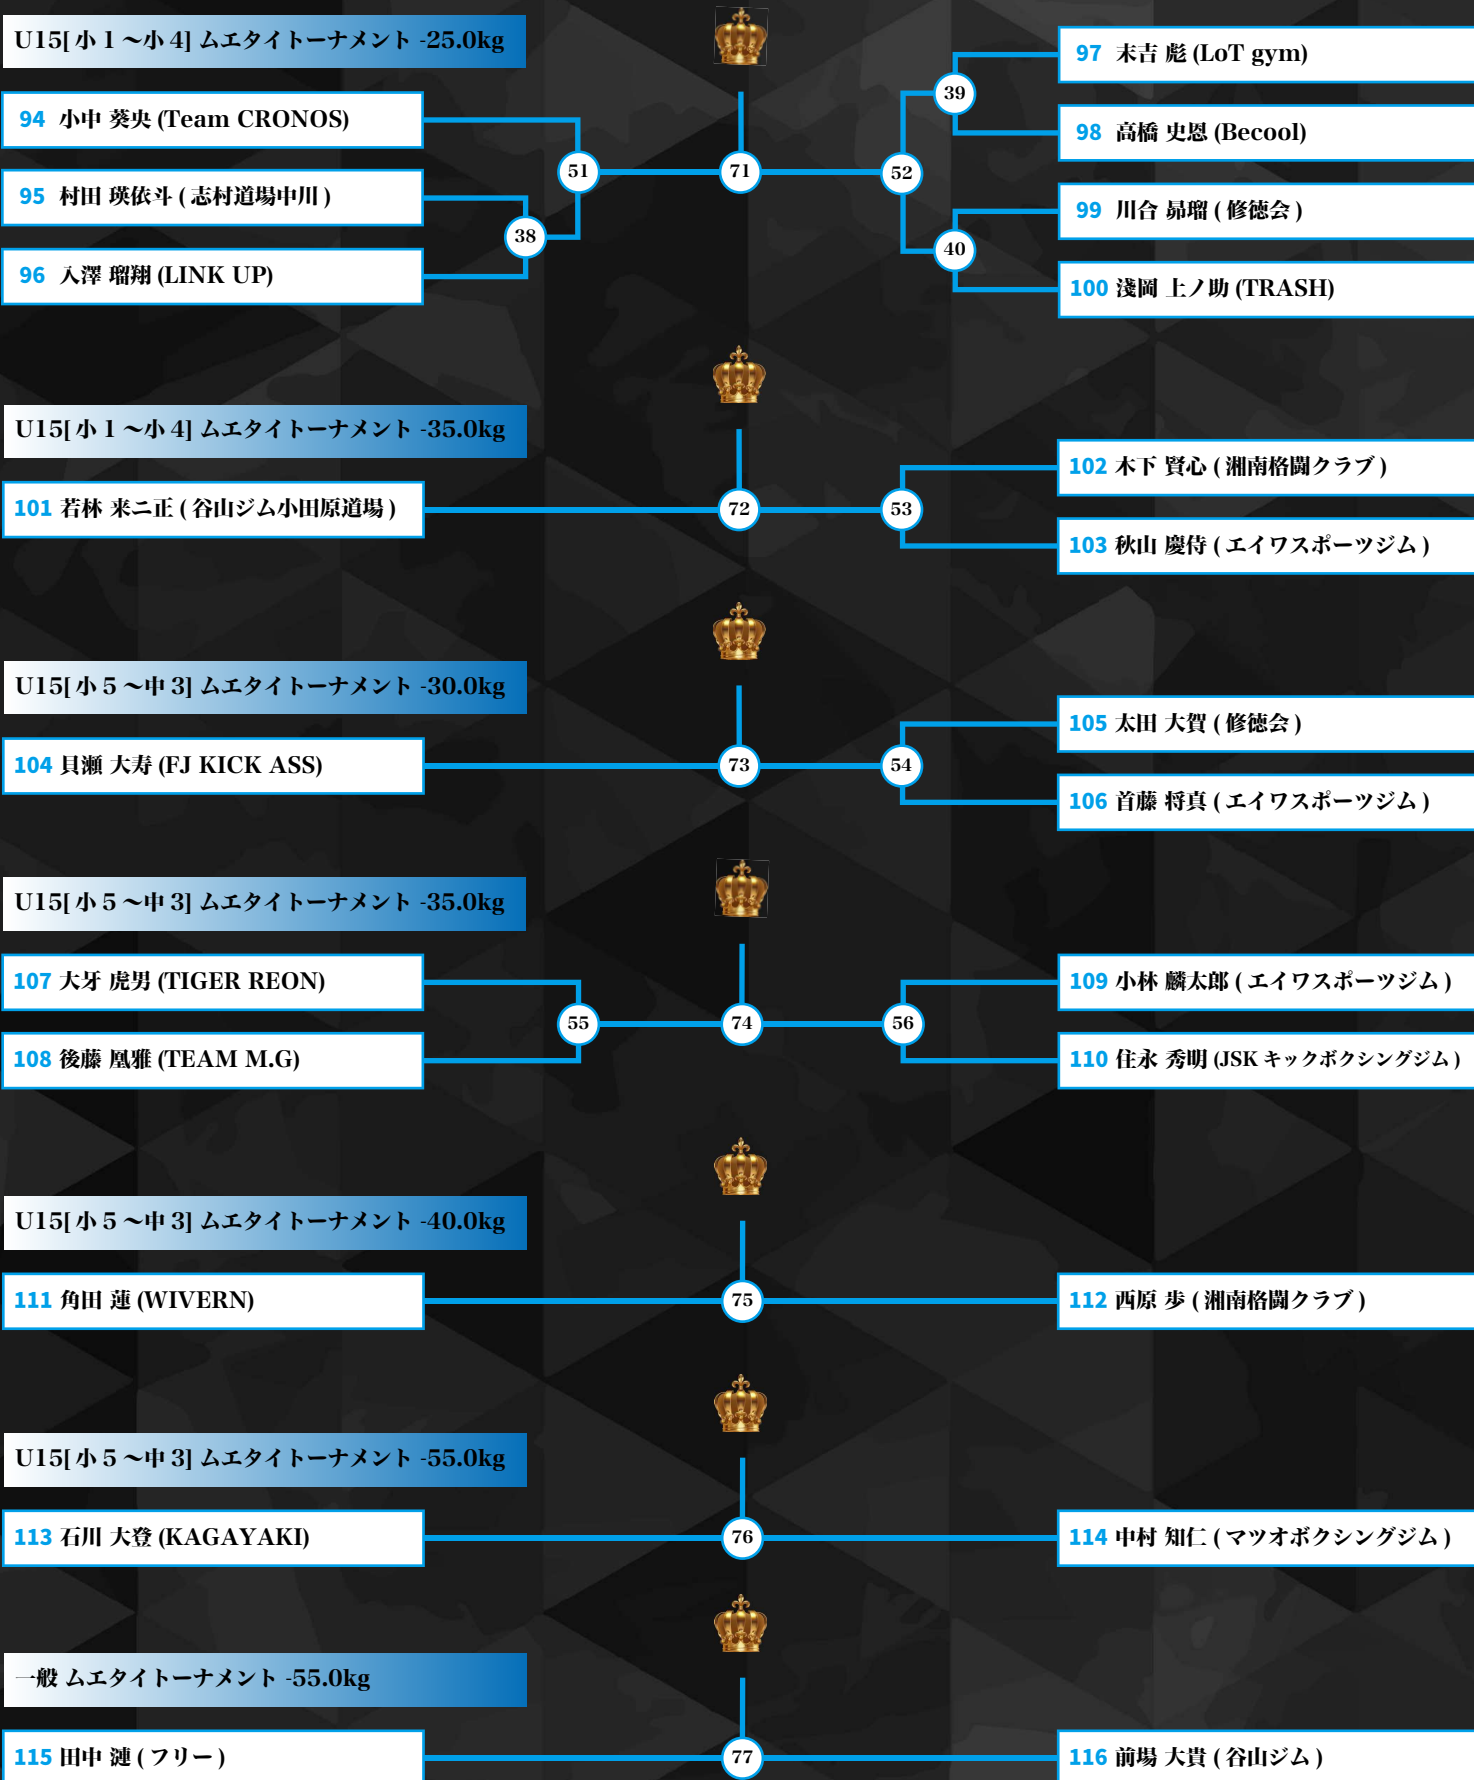 U15[小1〜小4] ムエタイトーナメント -25.0kg
94 小中 葵央 (Team CRONOS)
95 村田 瑛依斗 (志村道場中川)
96 入澤 瑠翔 (LINK UP)
38
51
71
52
39
40
97 末吉 彪 (LoT gym)
98 高橋 史恩 (Becool)
99 川合 昴瑠 (修徳会)
100 淺岡 上ノ助 (TRASH)
U15[小1〜小4] ムエタイトーナメント -35.0kg
101 若林 来ニ正 (谷山ジム小田原道場)
72
53
102 木下 賢心 (湘南格闘クラブ)
103 秋山 慶侍 (エイワスポーツジム)
U15[小5〜中3] ムエタイトーナメント -30.0kg
104 貝瀬 大寿 (FJ KICK ASS)
73
54
105 太田 大賀 (修徳会)
106 首藤 将真 (エイワスポーツジム)
U15[小5〜中3] ムエタイトーナメント -35.0kg
107 大牙 虎男 (TIGER REON)
108 後藤 凰雅 (TEAM M.G)
55
74
56
109 小林 麟太郎 (エイワスポーツジム)
110 住永 秀明 (JSK キックボクシングジム)
U15[小5〜中3] ムエタイトーナメント -40.0kg
111 角田 蓮 (WIVERN)
75
112 西原 歩 (湘南格闘クラブ)
U15[小5〜中3] ムエタイトーナメント -55.0kg
113 石川 大登 (KAGAYAKI)
76
114 中村 知仁 (マツオボクシングジム)
一般 ムエタイトーナメント -55.0kg
115 田中 漣 (フリー)
77
116 前場 大貴 (谷山ジム)